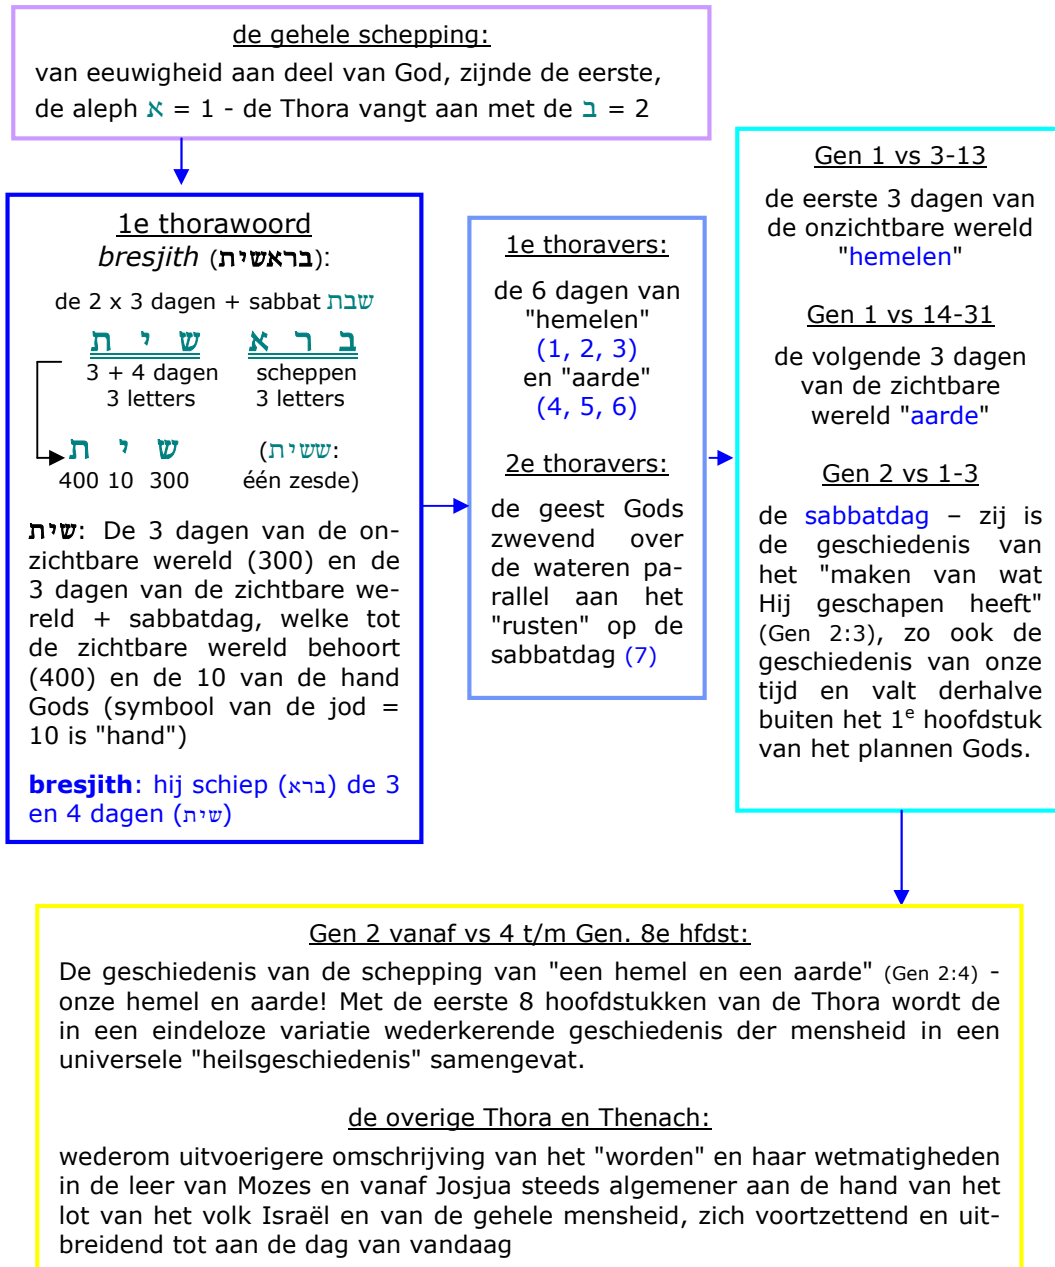 de gehele schepping:
van eeuwigheid aan deel van God, zijnde de eerste,
de aleph א = 1 - de Thora vangt aan met de ב = 2
1e thorawoord
bresjith (בראשית):
de 2 x 3 dagen + sabbat שבת
ברא שית
3 + 4 dagen scheppen
3 letters 3 letters
שית (ששית:
400 10 300 één zesde)
שית: De 3 dagen van de on-
zichtbare wereld (300) en de
3 dagen van de zichtbare we-
reld + sabbatdag, welke tot
de zichtbare wereld behoort
(400) en de 10 van de hand
Gods (symbool van de jod =
10 is "hand")
bresjith: hij schiep (ברא) de 3
en 4 dagen (שית)
1e thoravers:
de 6 dagen van
"hemelen"
(1, 2, 3)
en "aarde"
(4, 5, 6)
2e thoravers:
de geest Gods
zwevend over
de wateren pa-
rallel aan het
"rusten" op de
sabbatdag (7)
Gen 1 vs 3-13
de eerste 3 dagen van
de onzichtbare wereld
"hemelen"
Gen 1 vs 14-31
de volgende 3 dagen
van de zichtbare
wereld "aarde"
Gen 2 vs 1-3
de sabbatdag – zij is
de geschiedenis van
het "maken van wat
Hij geschapen heeft"
(Gen 2:3), zo ook de
geschiedenis van onze
tijd en valt derhalve
buiten het 1e hoofdstuk
van het plannen Gods.
Gen 2 vanaf vs 4 t/m Gen. 8e hfdst:
De geschiedenis van de schepping van "een hemel en een aarde" (Gen 2:4) -
onze hemel en aarde! Met de eerste 8 hoofdstukken van de Thora wordt de
in een eindeloze variatie wederkerende geschiedenis der mensheid in een
universele "heilsgeschiedenis" samengevat.
de overige Thora en Thenach:
wederom uitvoerigere omschrijving van het "worden" en haar wetmatigheden
in de leer van Mozes en vanaf Josjua steeds algemener aan de hand van het
lot van het volk Israël en van de gehele mensheid, zich voortzettend en uit-
breidend tot aan de dag van vandaag